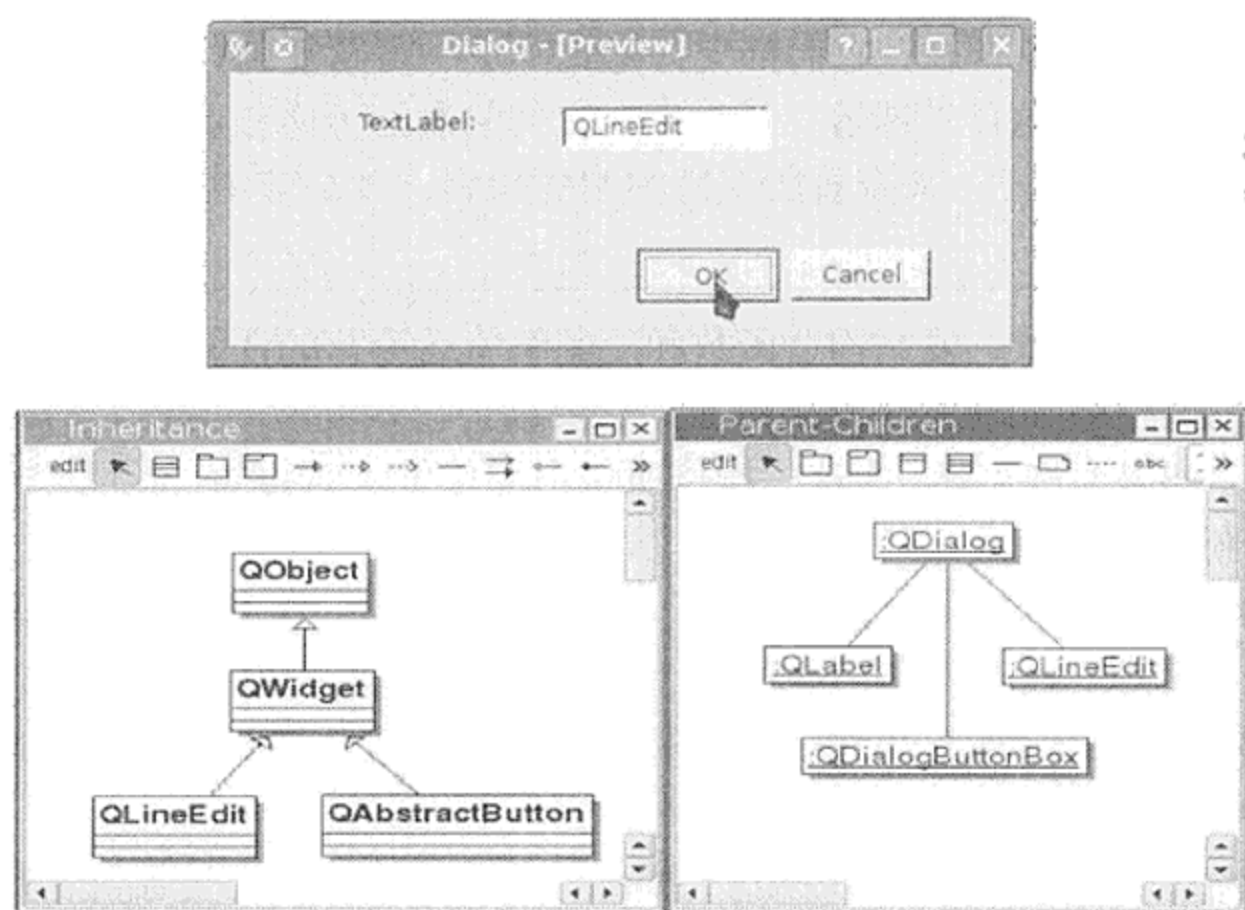 Dialog - [Preview]
?
TextLabel:
QLineEdit
OK
Cancel
Inheritance
edit
»
QObject
QWidget
QLineEdit
QAbstractButton
Parent-Children
edit
abc
»
:QDialog
:QLabel
:QLineEdit
:QDialogButtonBox